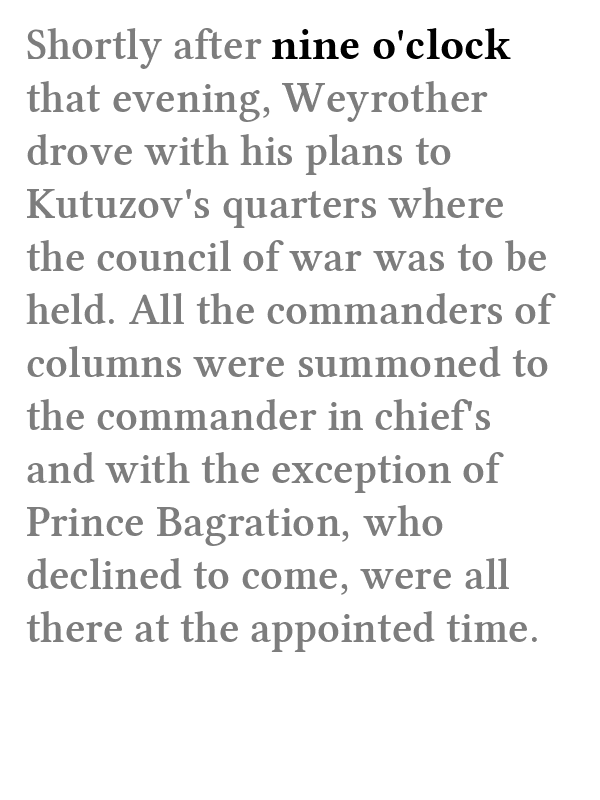 Shortly after nine o'clock
that evening, Weyrother
drove with his plans to
Kutuzov's quarters where
the council of war was to be
held. All the commanders of
columns were summoned to
the commander in chief's
and with the exception of
Prince Bagration, who
declined to come, were all
there at the appointed time.